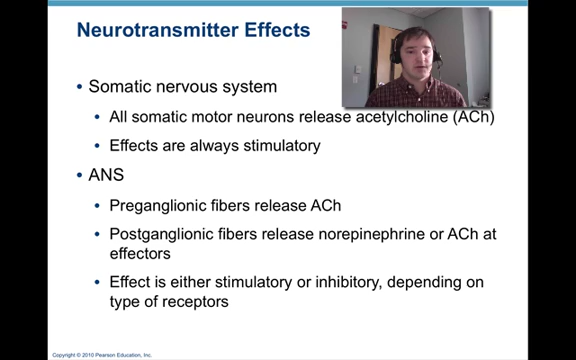 Neurotransmitter Effects
• Somatic nervous system
• All somatic motor neurons release acetylcholine (ACh)
• Effects are always stimulatory
• ANS
• Preganglionic fibers release ACh
• Postganglionic fibers release norepinephrine or ACh at
effectors
• Effect is either stimulatory or inhibitory, depending on
type of receptors
Copyright © 2010 Pearson Education, Inc.